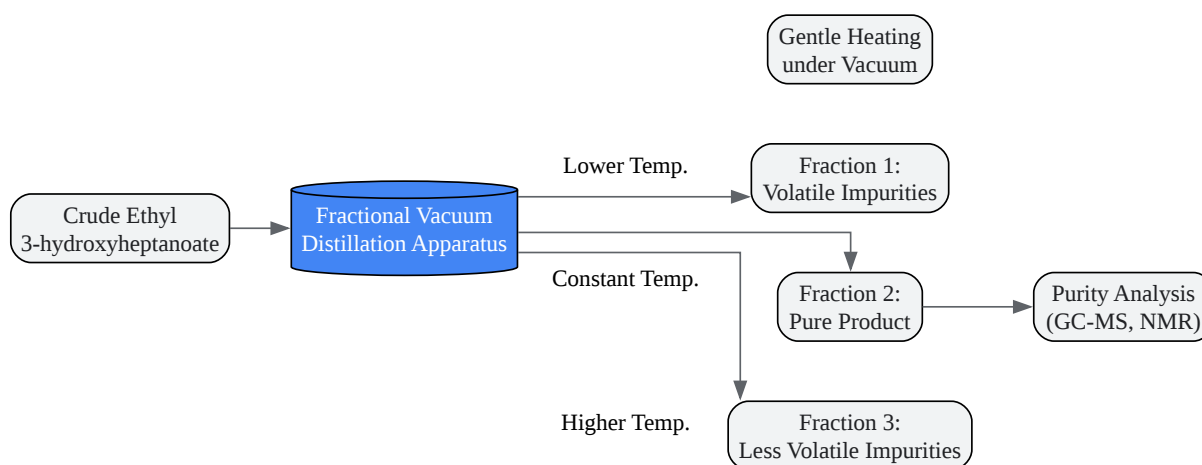 Gentle Heating
under Vacuum
Lower Temp.
Fraction 1:
Volatile Impurities
Crude Ethyl
3-hydroxyheptanoate
Fractional Vacuum
Distillation Apparatus
Constant Temp.
Fraction 2:
Pure Product
Purity Analysis
(GC-MS, NMR)
Higher Temp.
Fraction 3:
Less Volatile Impurities